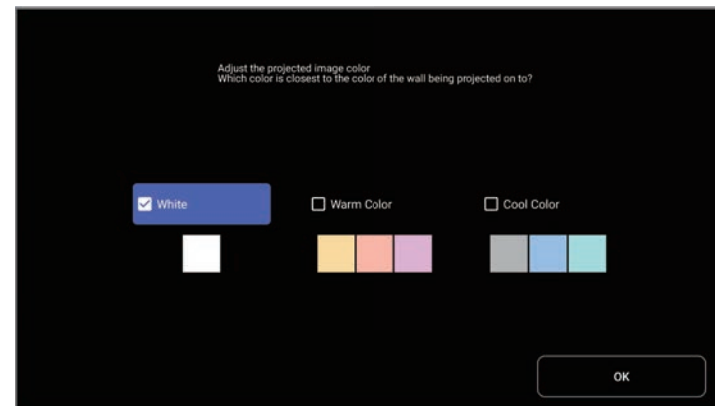 Adjust the projected image color
Which color is closest to the color of the wall being projected on to?
White
Warm Color
Cool Color
OK